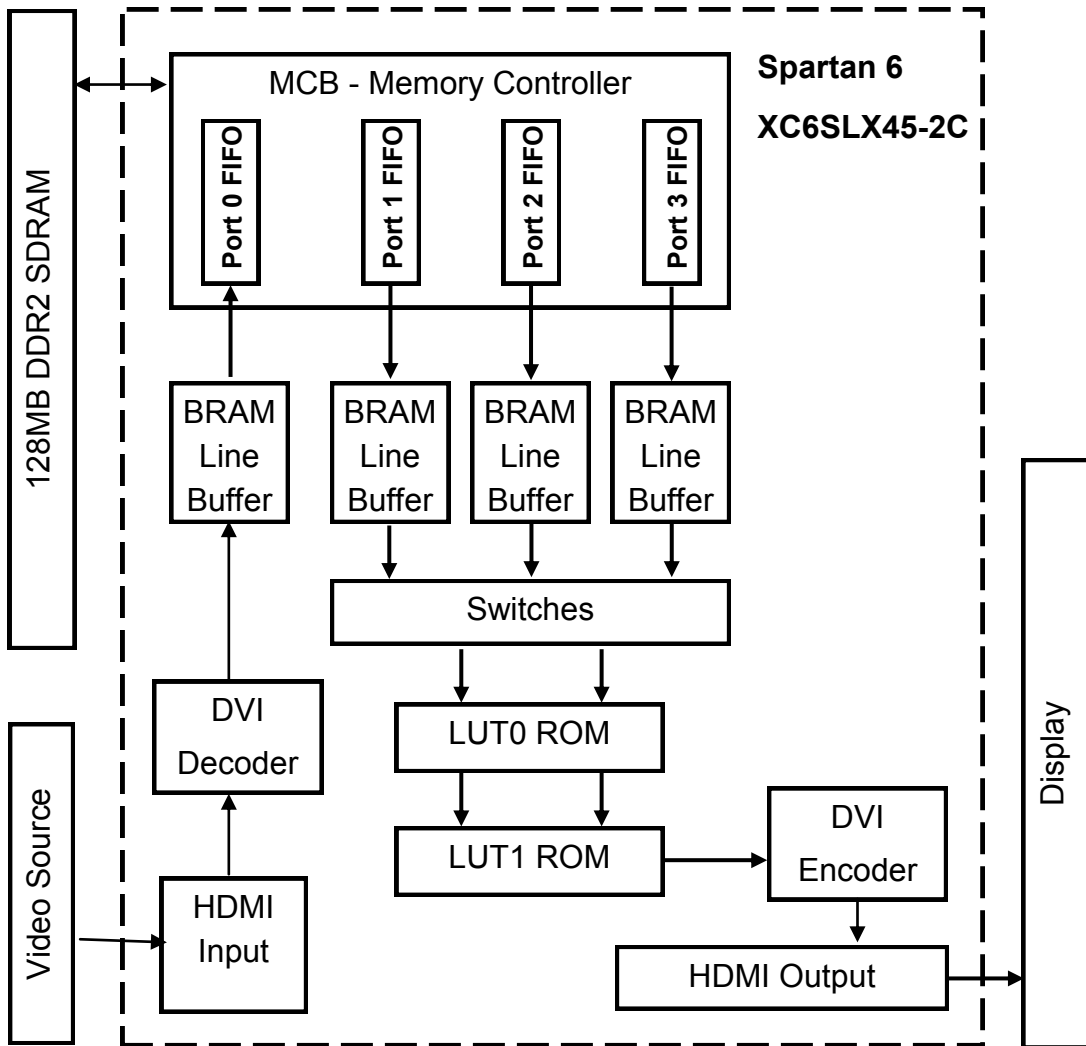 128MB DDR2 SDRAM
MCB - Memory Controller
Spartan 6
XC6SLX45-2C
Port 0 FIFO
Port 1 FIFO
Port 2 FIFO
Port 3 FIFO
BRAM
Line
Buffer
BRAM
Line
Buffer
BRAM
Line
Buffer
BRAM
Line
Buffer
Switches
DVI
Decoder
LUT0 ROM
LUT1 ROM
Video Source
HDMI
Input
DVI
Encoder
HDMI Output
Display